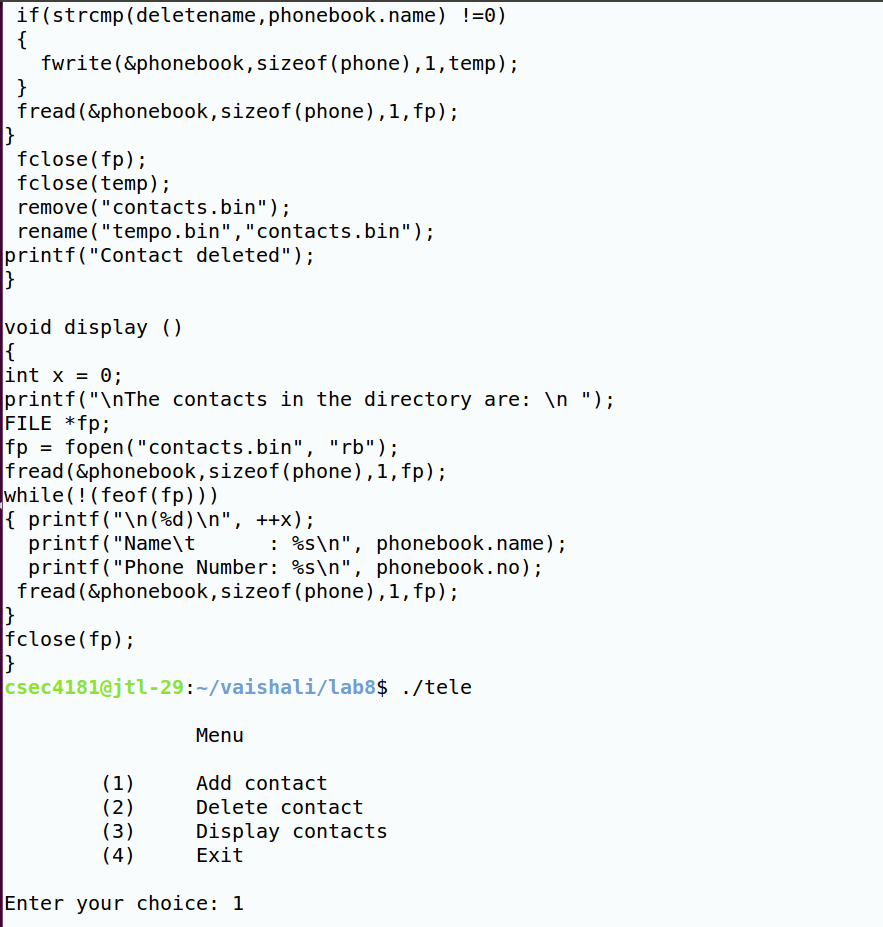 if(strcmp(deletename,phonebook.name) !=0)
{
fwrite(&phonebook,sizeof(phone),1,temp);
}
fread(&phonebook,sizeof(phone),1,fp);
}
fclose(fp);
fclose(temp);
remove("contacts.bin");
rename("tempo.bin","contacts.bin");
printf("Contact deleted");
}

void display ()
{
int x = 0;
printf("\nThe contacts in the directory are: \n ");
FILE *fp;
fp = fopen("contacts.bin", "rb");
fread(&phonebook,sizeof(phone),1,fp);
while(!(feof(fp)))
{ printf("\n(%d)\n", ++x);
printf("Name\t      : %s\n", phonebook.name);
printf("Phone Number: %s\n", phonebook.no);
fread(&phonebook,sizeof(phone),1,fp);
}
fclose(fp);
}
csec4181@jtl-29:~/vaishali/lab8$ ./tele

Menu

(1)     Add contact
(2)     Delete contact
(3)     Display contacts
(4)     Exit

Enter your choice: 1